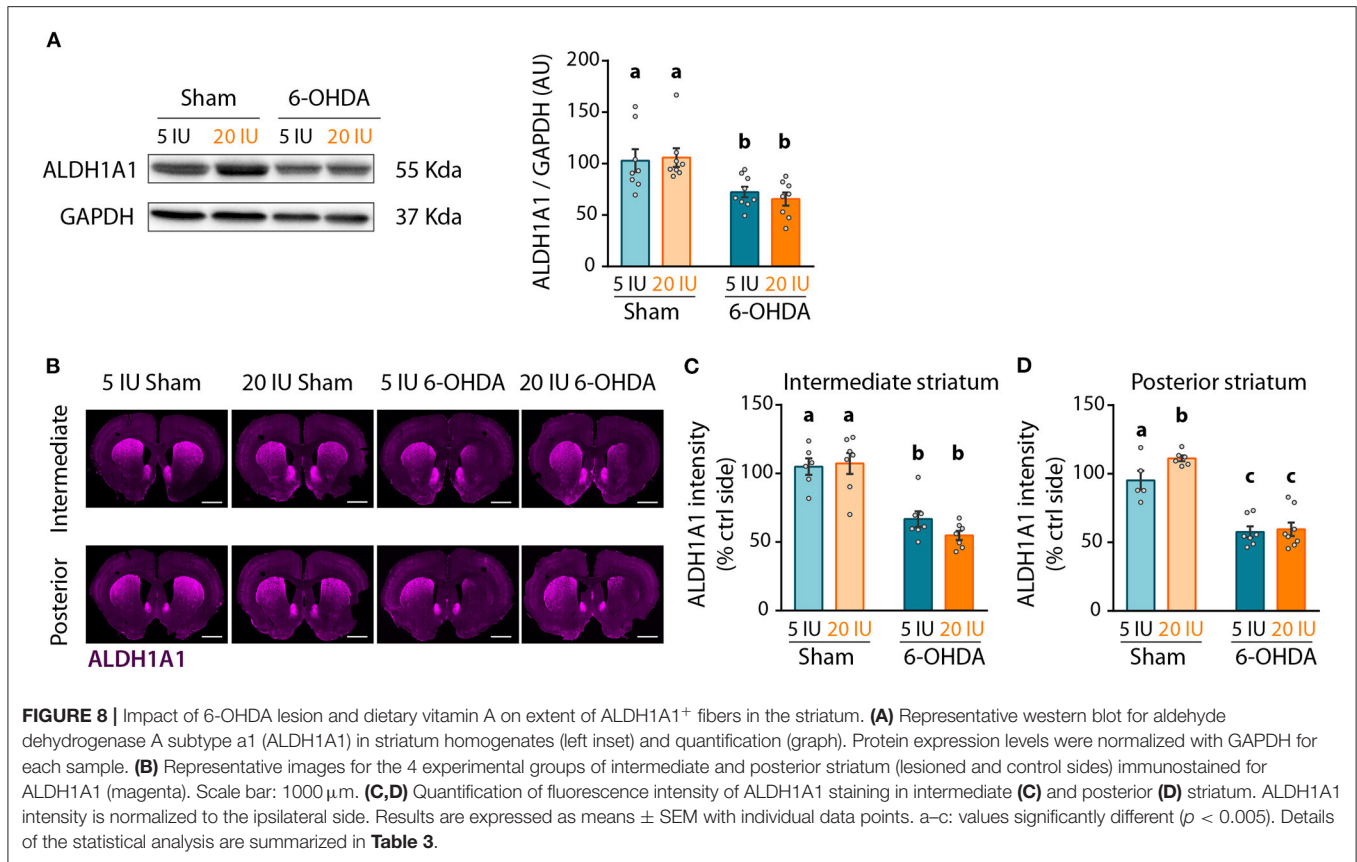 A
Sham 6-OHDA
5 IU 20 IU 5 IU 20 IU
ALDH1A1 55 Kda
GAPDH 37 Kda
ALDH1A1 / GAPDH (AU)
200
150
100
50
0
a a b b
5 IU 20 IU 5 IU 20 IU
Sham 6-OHDA
B
5 IU Sham 20 IU Sham 5 IU 6-OHDA 20 IU 6-OHDA
Intermediate
Posterior
ALDH1A1
C
Intermediate striatum
ALDH1A1 intensity
(% ctrl side)
150
100
50
0
a a b b
5 IU 20 IU 5 IU 20 IU
Sham 6-OHDA
D
Posterior striatum
ALDH1A1 intensity
(% ctrl side)
150
100
50
0
a b c c
5 IU 20 IU 5 IU 20 IU
Sham 6-OHDA
FIGURE 8 | Impact of 6-OHDA lesion and dietary vitamin A on extent of ALDH1A1⁺ fibers in the striatum. (A) Representative western blot for aldehyde
dehydrogenase A subtype a1 (ALDH1A1) in striatum homogenates (left inset) and quantification (graph). Protein expression levels were normalized with GAPDH for
each sample. (B) Representative images for the 4 experimental groups of intermediate and posterior striatum (lesioned and control sides) immunostained for
ALDH1A1 (magenta). Scale bar: 1000 μm. (C,D) Quantification of fluorescence intensity of ALDH1A1 staining in intermediate (C) and posterior (D) striatum. ALDH1A1
intensity is normalized to the ipsilateral side. Results are expressed as means ± SEM with individual data points. a–c: values significantly different (p < 0.005). Details
of the statistical analysis are summarized in Table 3.